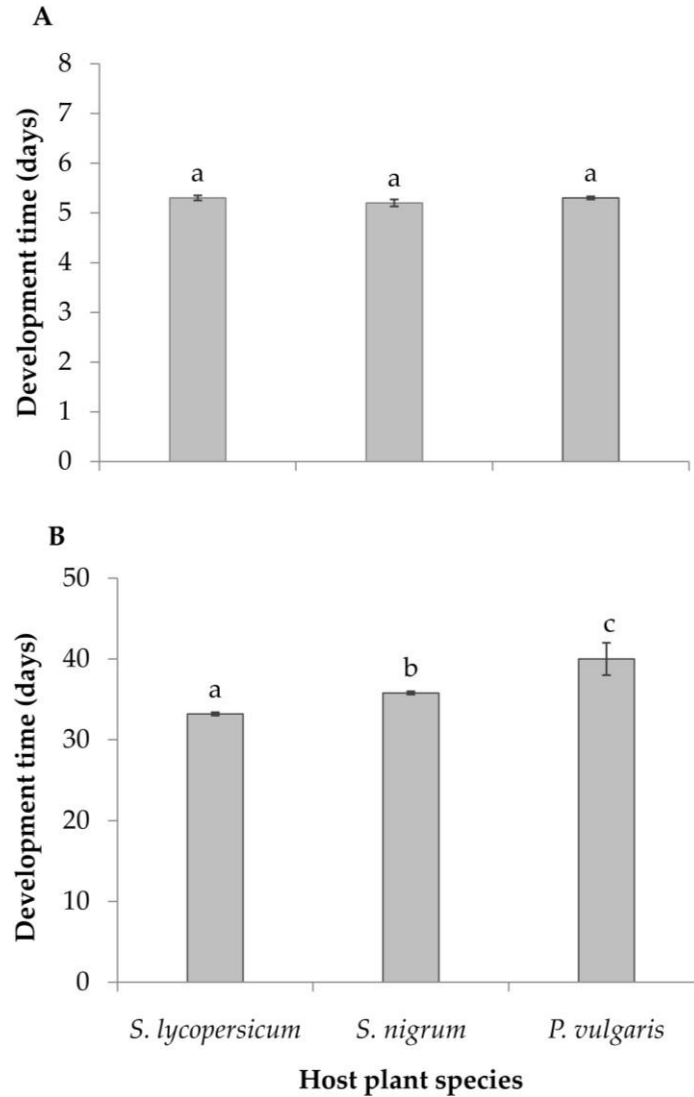 A
Development time (days)
8
7
6
5
4
3
2
1
0
a
a
a
B
Development time (days)
50
40
30
20
10
0
a
b
c
S. lycopersicum
S. nigrum
P. vulgaris
Host plant species